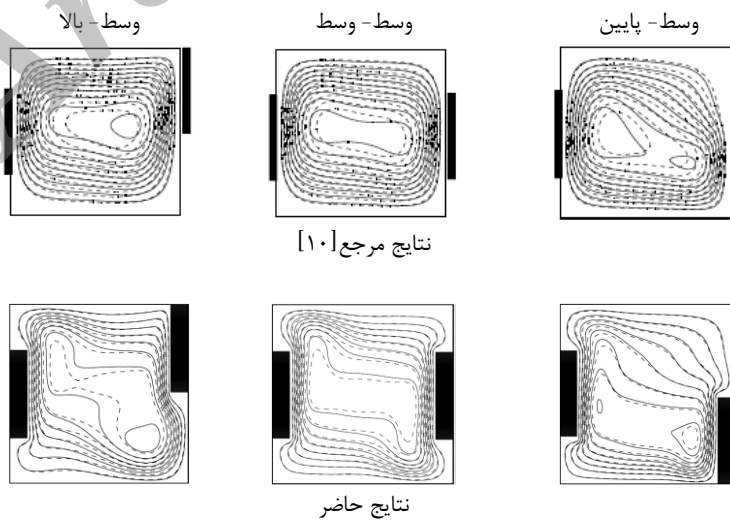 وسط- پایین
وسط- وسط
وسط- بالا
نتایج مرجع[۱۰]
نتایج حاضر